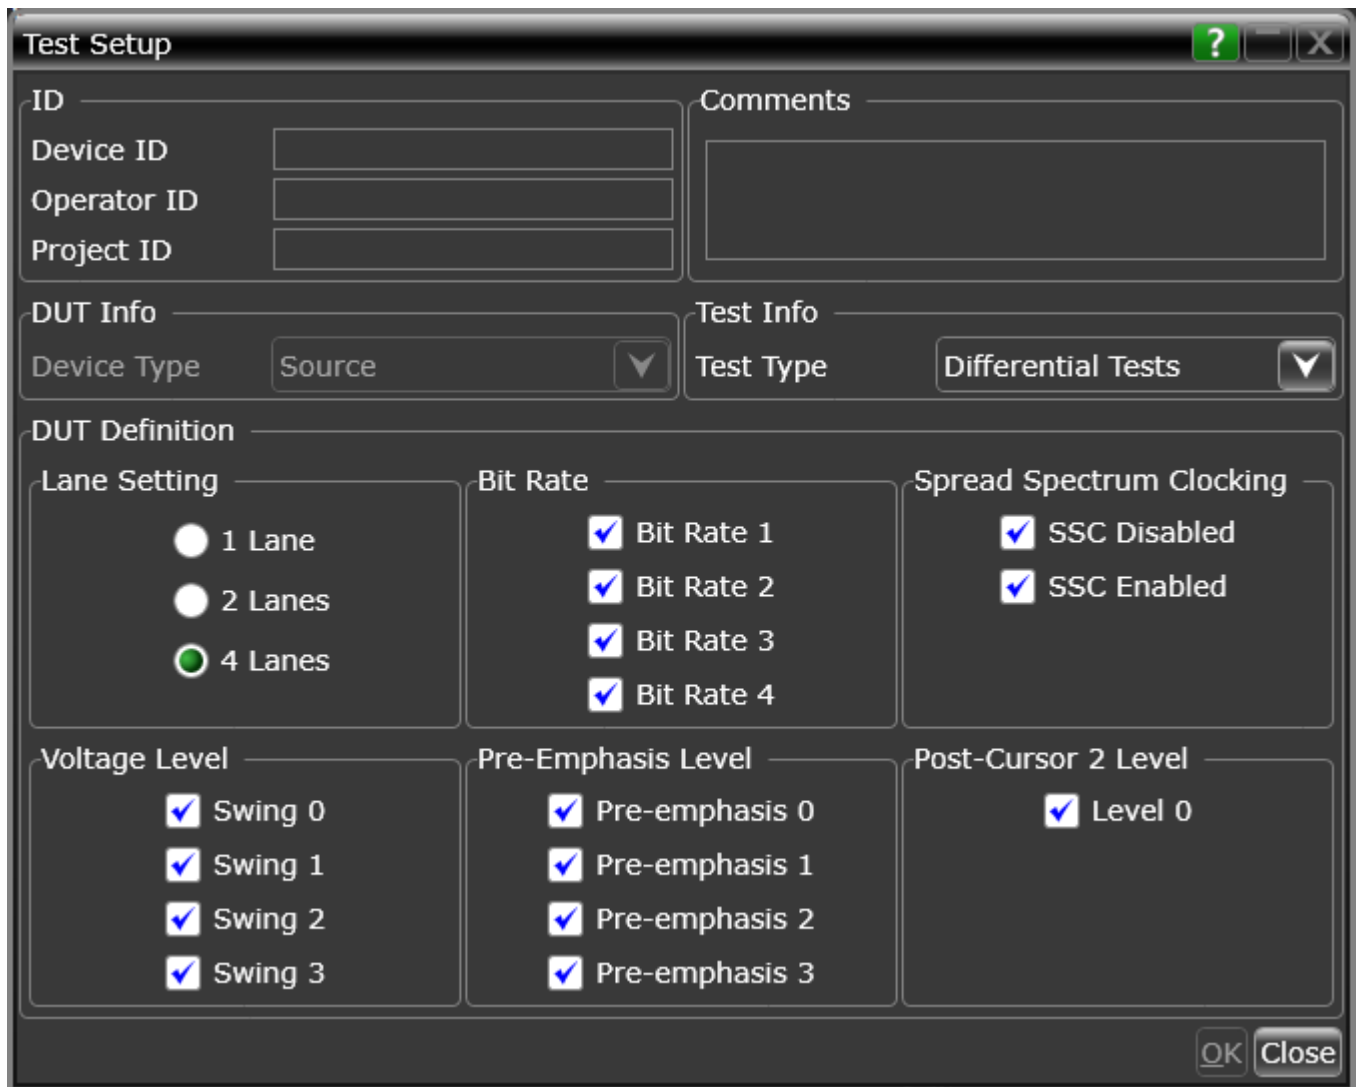 Test Setup
?
X
ID
Device ID
Operator ID
Project ID
Comments
DUT Info
Device Type Source
Test Info
Test Type Differential Tests
DUT Definition
Lane Setting
1 Lane
2 Lanes
4 Lanes
Bit Rate
Bit Rate 1
Bit Rate 2
Bit Rate 3
Bit Rate 4
Spread Spectrum Clocking
SSC Disabled
SSC Enabled
Voltage Level
Swing 0
Swing 1
Swing 2
Swing 3
Pre-Emphasis Level
Pre-emphasis 0
Pre-emphasis 1
Pre-emphasis 2
Pre-emphasis 3
Post-Cursor 2 Level
Level 0
OK Close